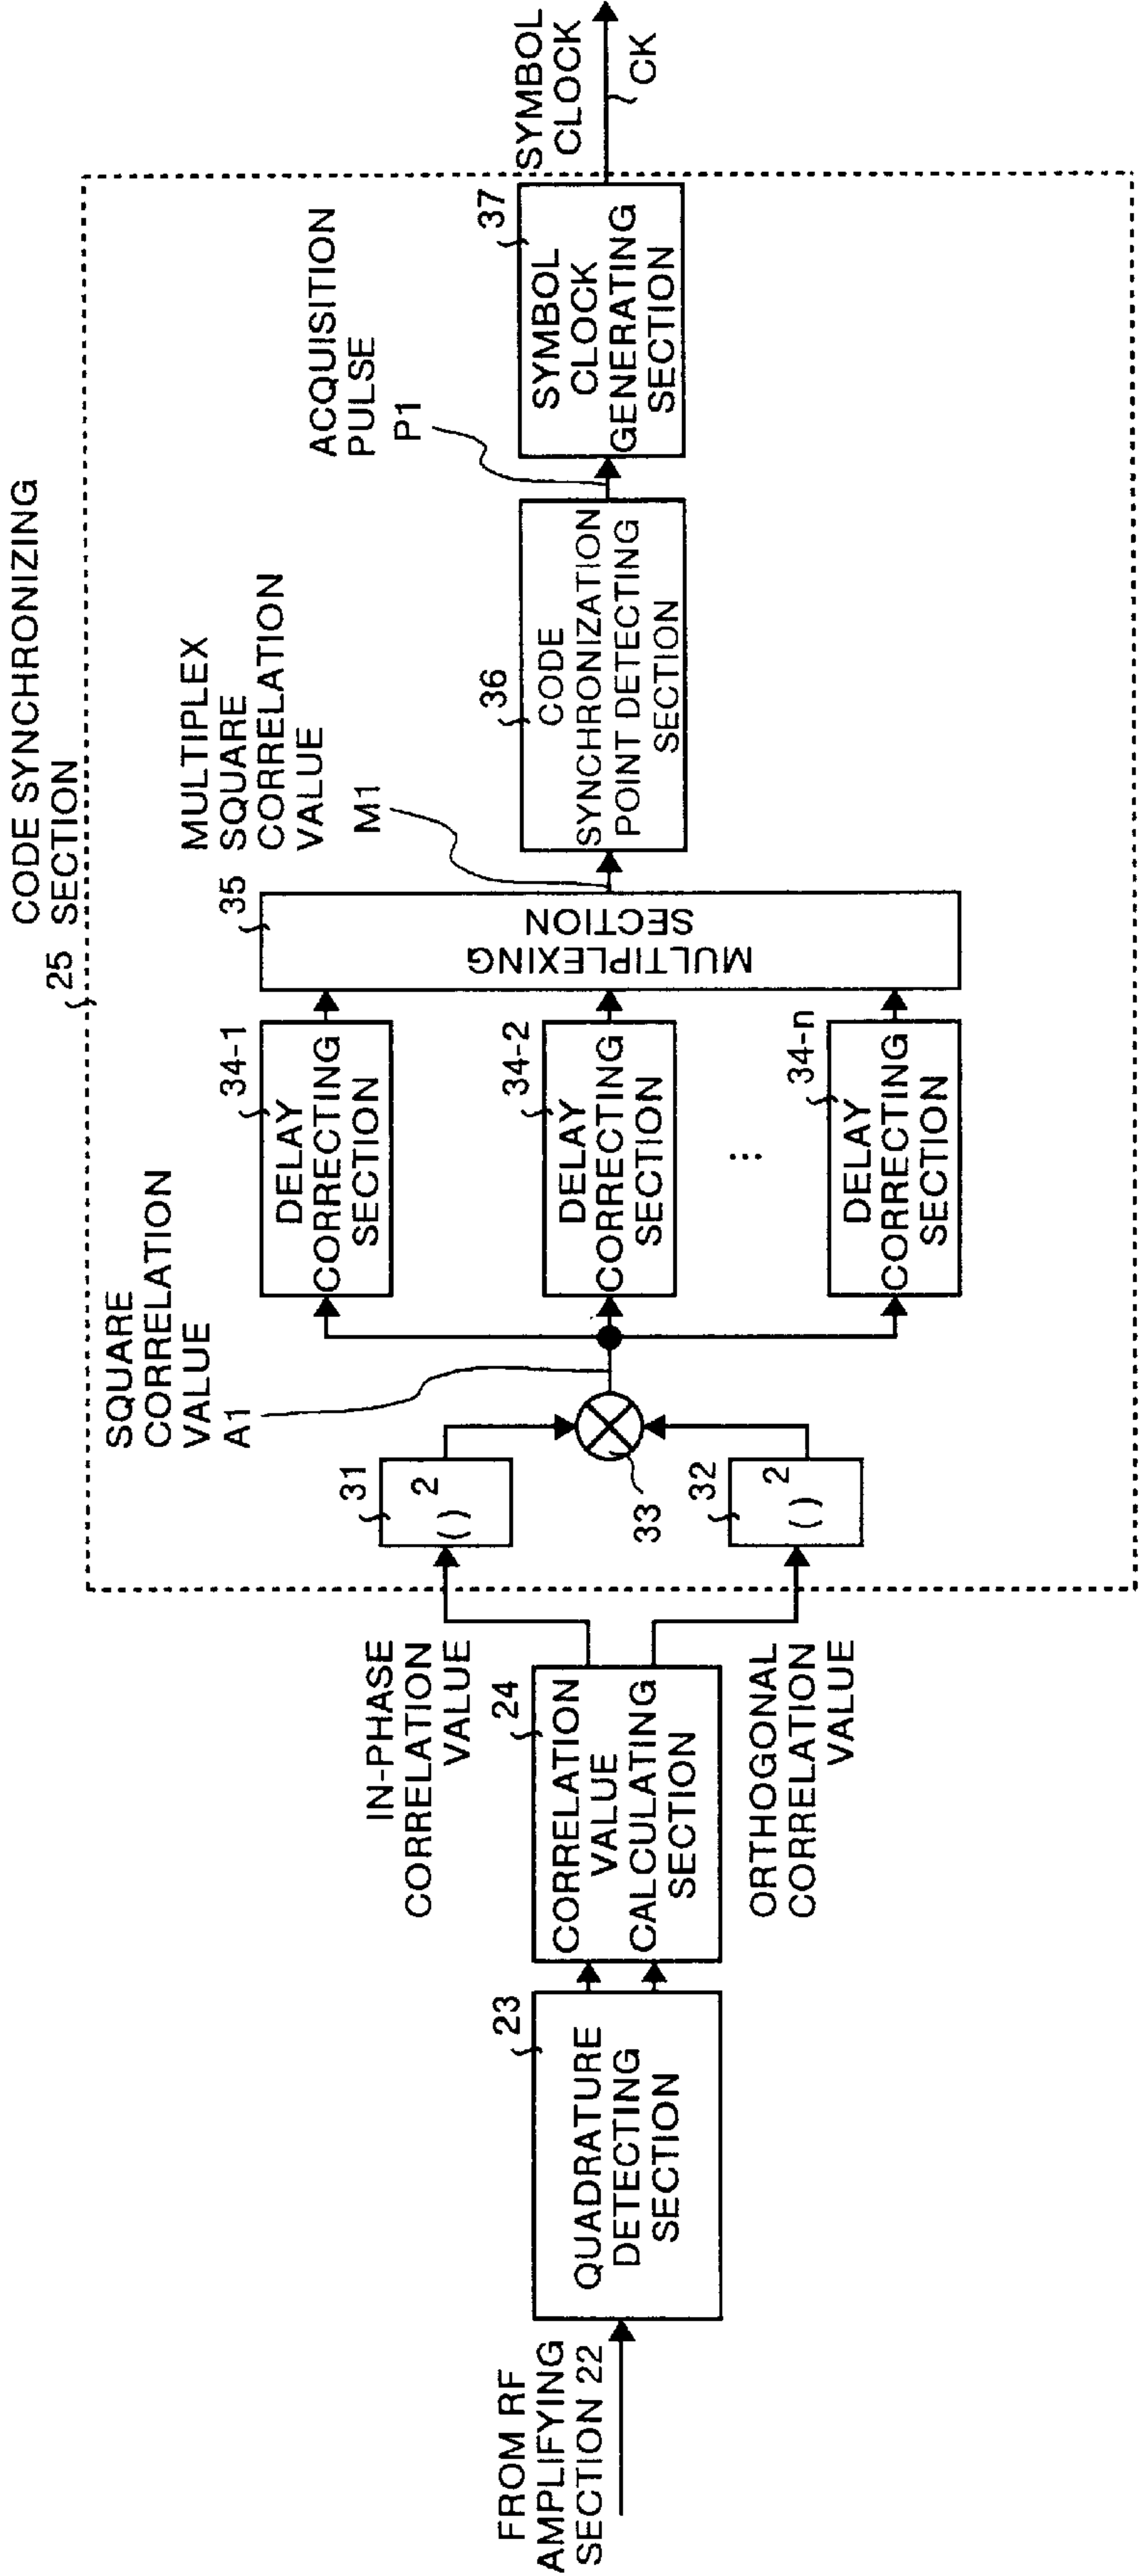 CODE SYNCHRONIZING
SECTION
25
FROM RF
AMPLIFYING
SECTION 22
23
QUADRATURE
DETECTING
SECTION
24
CORRELATION
VALUE
CALCULATING
SECTION
IN-PHASE
CORRELATION
VALUE
ORTHOGONAL
CORRELATION
VALUE
31
( ) 2
32
( ) 2
33
SQUARE
CORRELATION
VALUE
A1
34-1
DELAY
CORRECTING
SECTION
34-2
DELAY
CORRECTING
SECTION
...
34-n
DELAY
CORRECTING
SECTION
35
MULTIPLEXING
SECTION
MULTIPLEX
SQUARE
CORRELATION
VALUE
M1
36
CODE
SYNCHRONIZATION
POINT DETECTING
SECTION
ACQUISITION
PULSE
P1
37
SYMBOL
CLOCK
GENERATING
SECTION
SYMBOL
CLOCK
CK